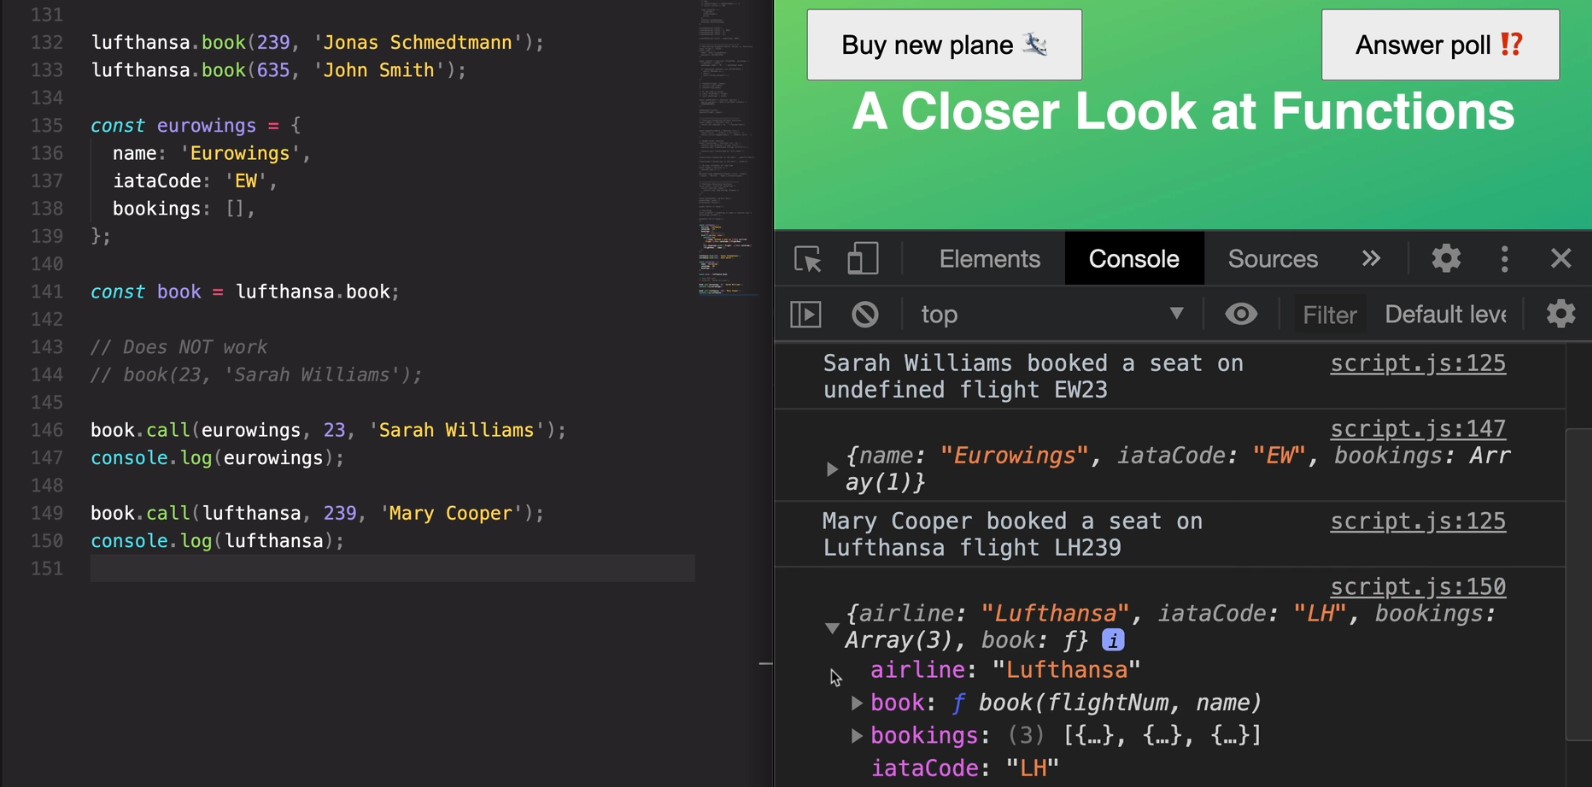 131
132 lufthansa.book(239, 'Jonas Schmedtmann');
133 lufthansa.book(635, 'John Smith');
134
135 const eurowings = {
136 name: 'Eurowings',
137 iataCode: 'EW',
138 bookings: [],
139 };
140
141 const book = lufthansa.book;
142
143 // Does NOT work
144 // book(23, 'Sarah Williams');
145
146 book.call(eurowings, 23, 'Sarah Williams');
147 console.log(eurowings);
148
149 book.call(lufthansa, 239, 'Mary Cooper');
150 console.log(lufthansa);
151
Buy new plane 🛩 Answer poll ⁉️
A Closer Look at Functions
Elements Console Sources »
top ▼ Filter Default leve
Sarah Williams booked a seat on script.js:125
undefined flight EW23
script.js:147
▶ {name: "Eurowings", iataCode: "EW", bookings: Arr
ay(1)}
Mary Cooper booked a seat on script.js:125
Lufthansa flight LH239
script.js:150
▼ {airline: "Lufthansa", iataCode: "LH", bookings:
Array(3), book: ƒ} i
airline: "Lufthansa"
▶ book: ƒ book(flightNum, name)
▶ bookings: (3) [{…}, {…}, {…}]
iataCode: "LH"